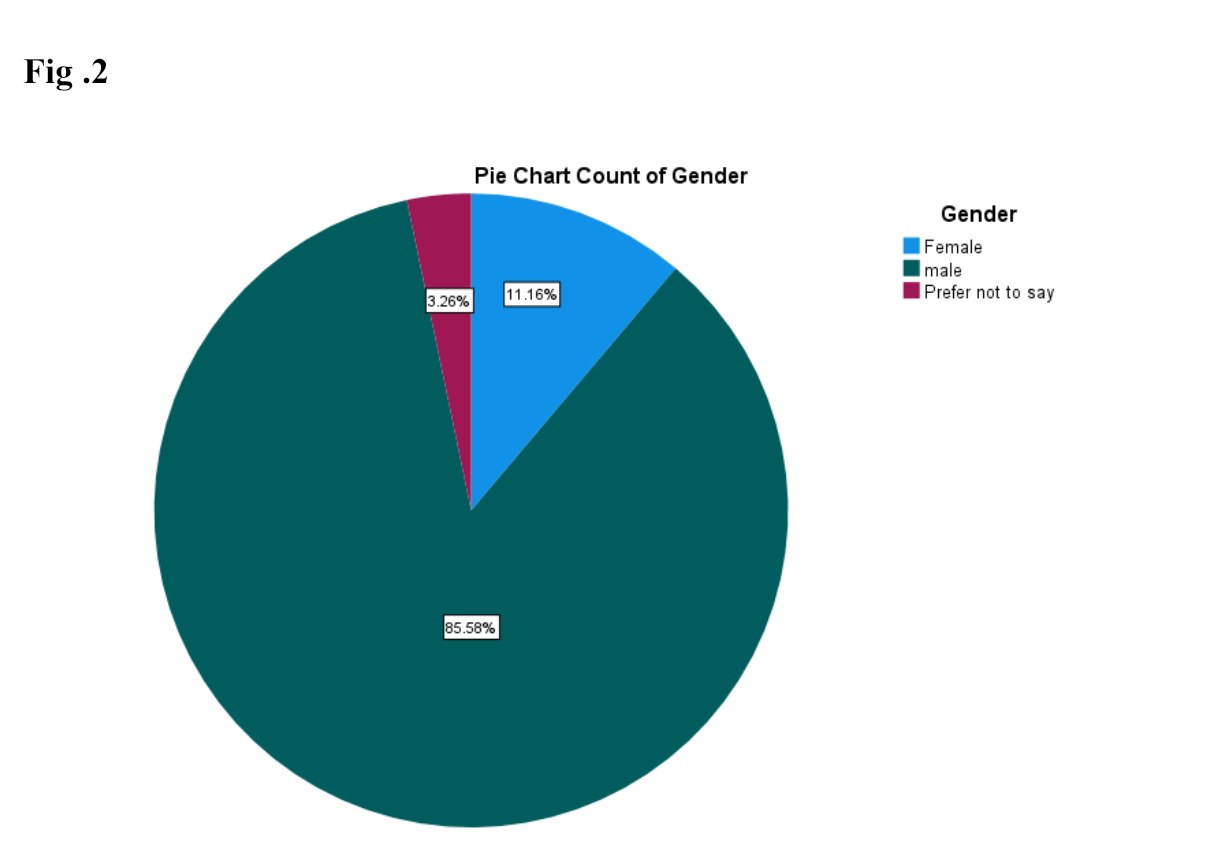 Fig .2
Pie Chart Count of Gender
Gender
Female
male
Prefer not to say
3.26%
11.16%
85.58%